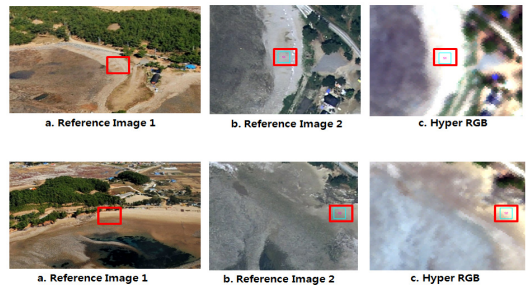 a. Reference Image 1
b. Reference Image 2
c. Hyper RGB
a. Reference Image 1
b. Reference Image 2
c. Hyper RGB